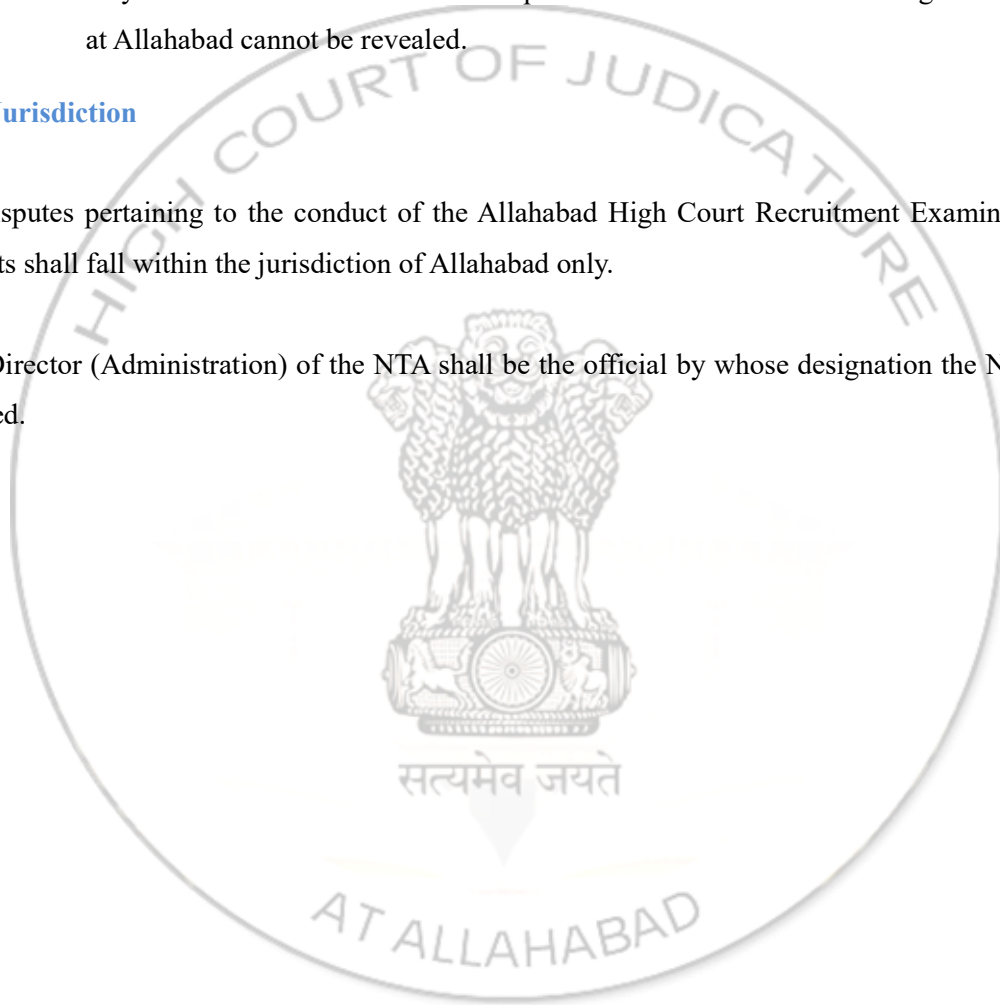 at Allahabad cannot be revealed.
urisdiction
sputes pertaining to the conduct of the Allahabad High Court Recruitment Examin
ts shall fall within the jurisdiction of Allahabad only.
Director (Administration) of the NTA shall be the official by whose designation the N
ed.
HIGH COURT OF JUDICATURE
सत्यमेव जयते
AT ALLAHABAD